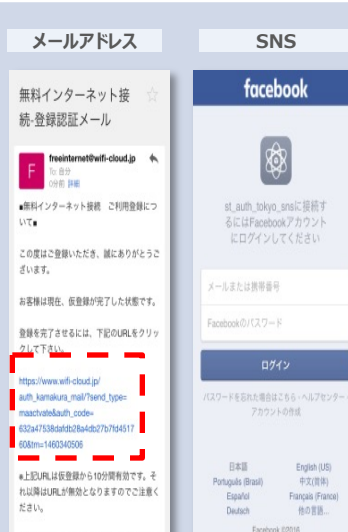 メールアドレス
無料インターネット接
続-登録認証メール
F
freeinternet@wifi-cloud.jp
To: 自分
0分前 詳細
■無料インターネット接続 ご利用登録につ
いて■
この度はご登録いただき、誠にありがとうご
ざいます。
お客様は現在、仮登録が完了した状態です。
登録を完了させるには、下記のURLをクリッ
クして下さい。
https://www.wifi-cloud.jp/
auth_kamakura_mail/?send_type=
maactvate&auth_code=
632a47538dafdb28a4db27b7fd4517
60&tm=1460340506
※上記URLは仮登録から10分間有効です。そ
れ以降はURLが無効となりますのでご注意く
ださい。
SNS
facebook
st_auth_tokyo_snsに接続す
るにはFacebookアカウント
にログインしてください
メールまたは携帯番号
Facebookのパスワード
ログイン
パスワードを忘れた場合はこちら・ヘルプセンター・
アカウントの作成
日本語 English (US)
Português (Brasil) 中文(简体)
Español Français (France)
Deutsch 他の言語...
Facebook ©2016